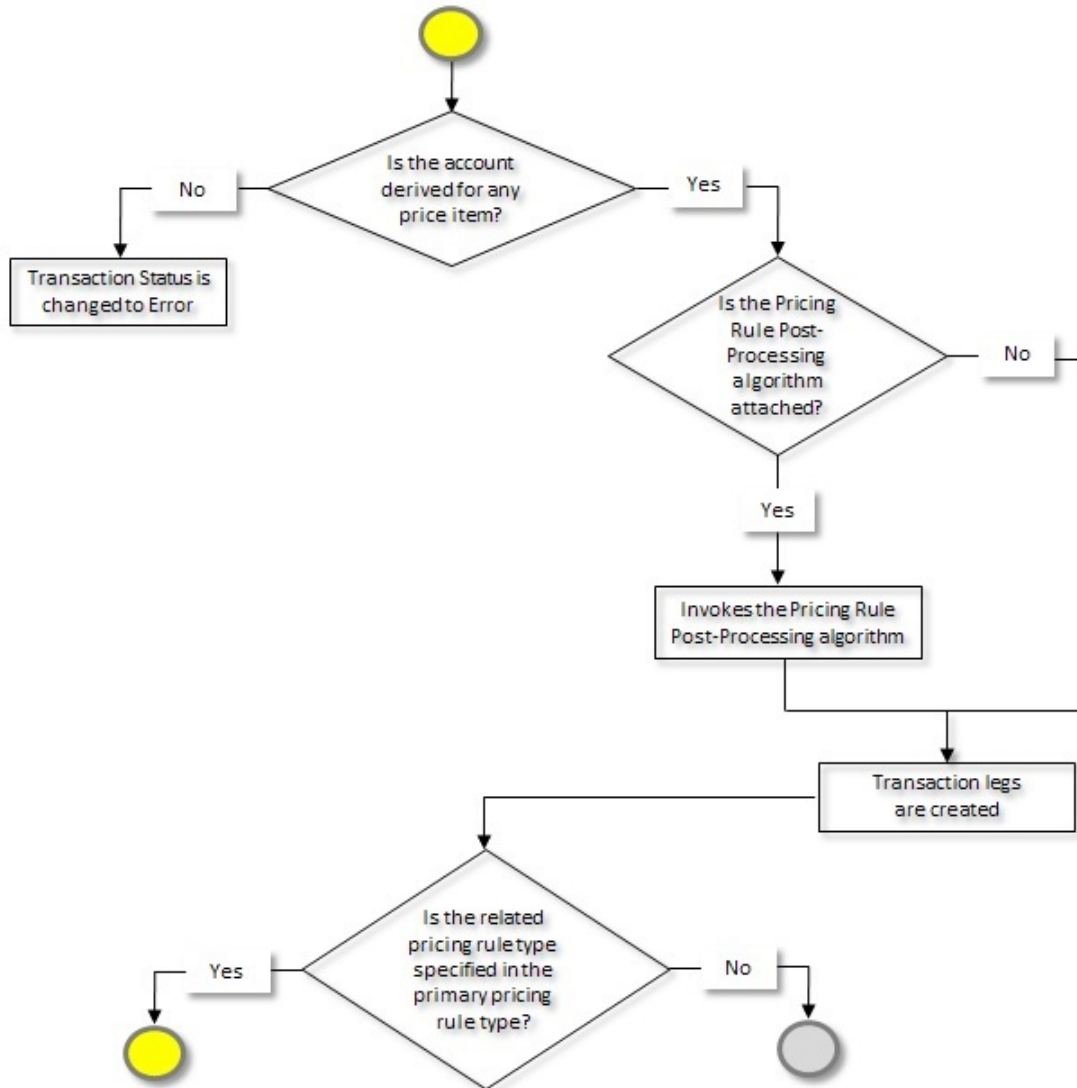 Is the account
derived for any
price item?
No
Yes
Transaction Status is
changed to Error
Is the Pricing
Rule Post-
Processing
algorithm
attached?
No
Yes
Invokes the Pricing Rule
Post-Processing algorithm
Transaction legs
are created
Is the related
pricing rule type
specified in the
primary pricing
rule type?
Yes
No